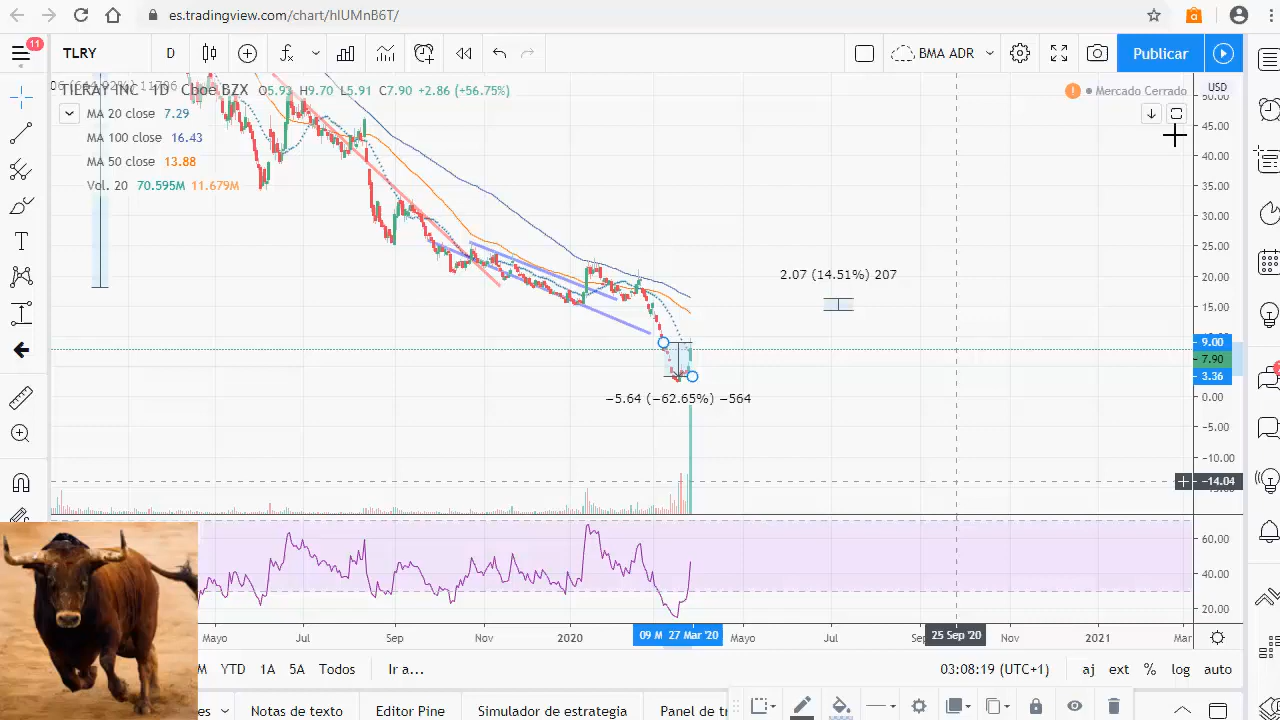 es.tradingview.com/chart/hlUMnB6T/
11
TLRY
D
BMA ADR
Publicar
TILRAY INC 1D Cboe BZX O5.93 H9.70 L5.91 C7.90 +2.86 (+56.75%)
Mercado Cerrado
USD
MA 20 close 7.29
MA 100 close 16.43
MA 50 close 13.88
Vol. 20 70.595M 11.679M
45.00
40.00
35.00
30.00
25.00
20.00
15.00
9.00
7.90
3.36
0.00
−5.00
−10.00
−14.04
2.07 (14.51%) 207
−5.64 (−62.65%) −564
60.00
40.00
20.00
Mayo Jul Sep Nov 2020 09 M 27 Mar '20 Mayo Jul Sep 25 Sep '20 Nov 2021 Mar
YTD 1A 5A Todos Ir a...
03:08:19 (UTC+1) aj ext % log auto
Notas de texto Editor Pine Simulador de estrategia Panel de tr